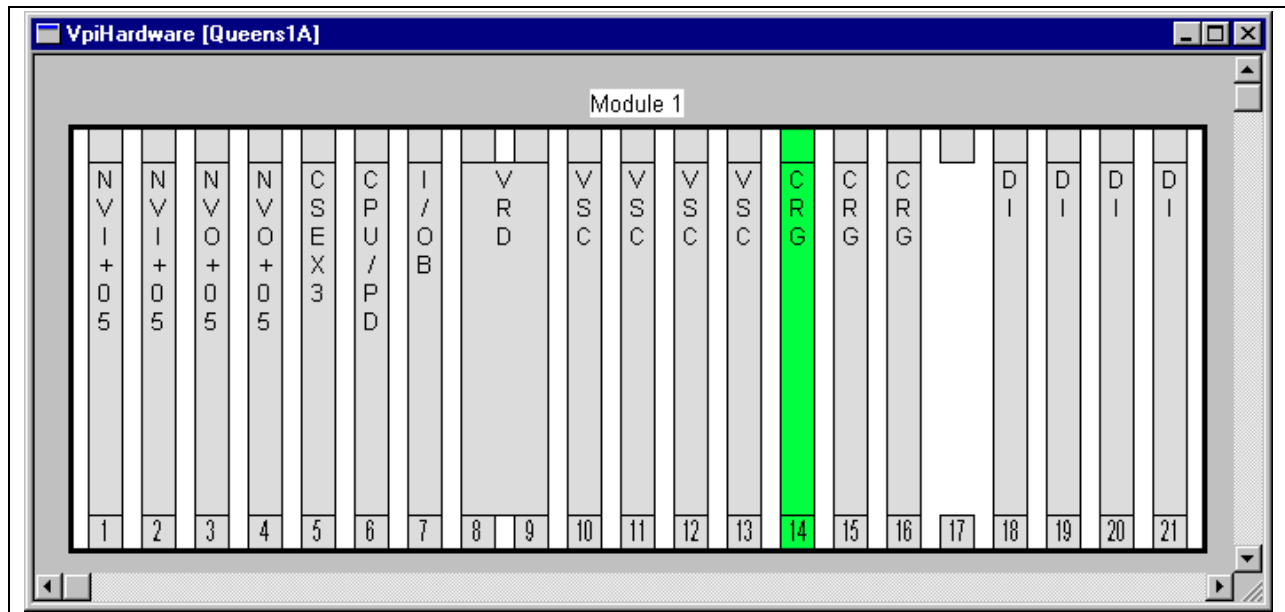 VpiHardware [Queens1A]
Module 1
NVI+05
NVI+05
NVO+05
NVO+05
CSEX3
CPU/PD
I/OB
VRD
VSC
VSC
VSC
VSC
CRG
CRG
CRG
DI
DI
DI
DI
1 2 3 4 5 6 7 8 9 10 11 12 13 14 15 16 17 18 19 20 21